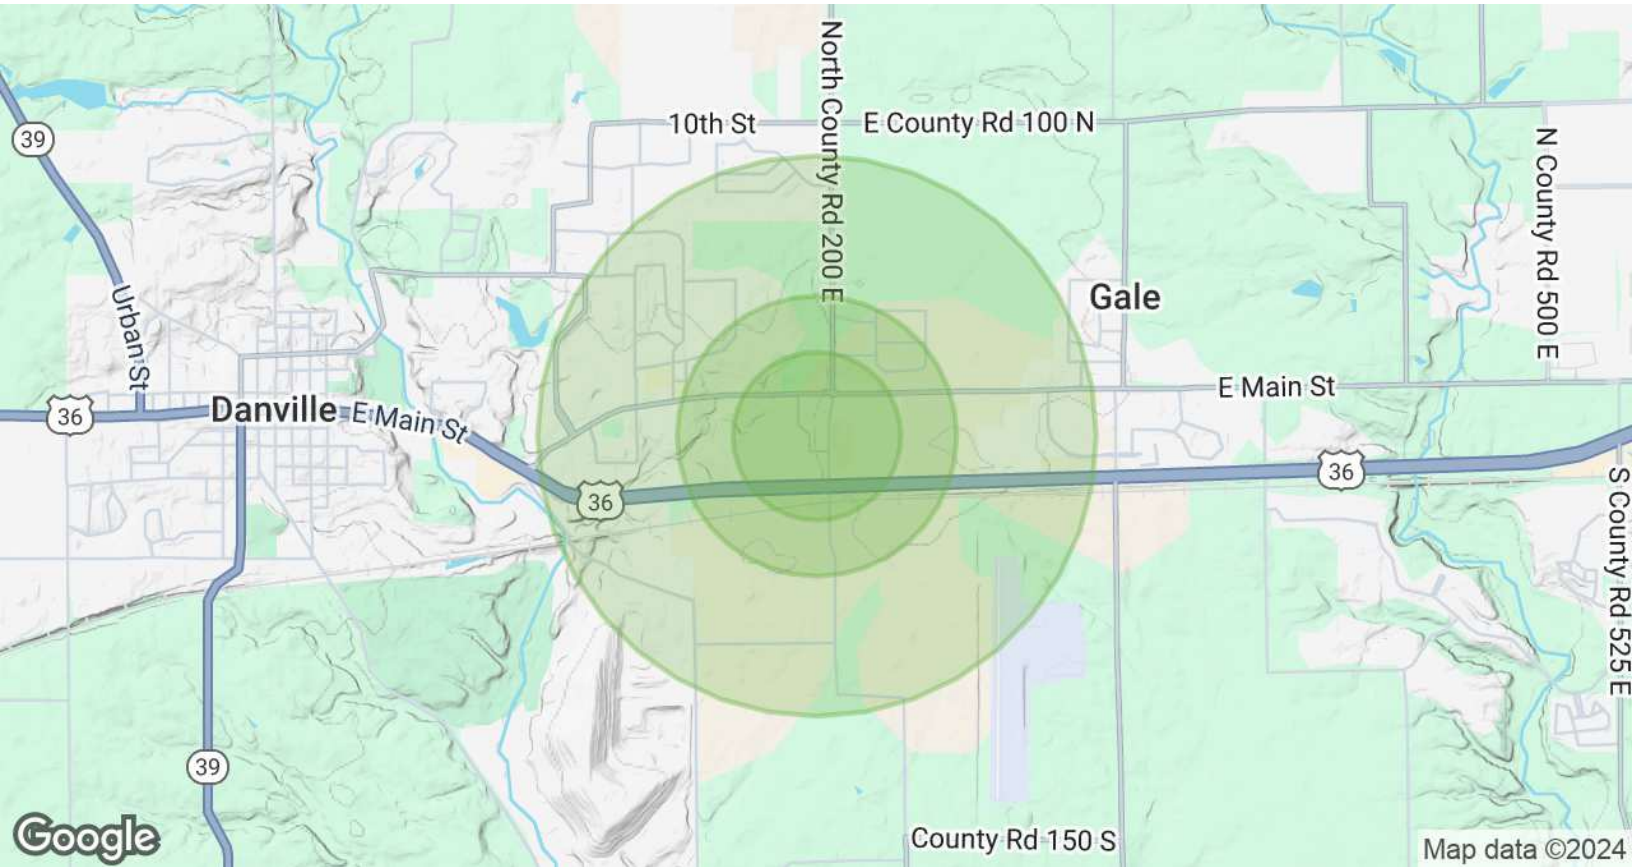 North County Rd 200 E
10th St
E County Rd 100 N
39
N County Rd 500 E
Gale
Urban St
E Main St
36
Danville
E Main St
36
36
S County Rd 525 E
39
County Rd 150 S
Google
Map data ©2024